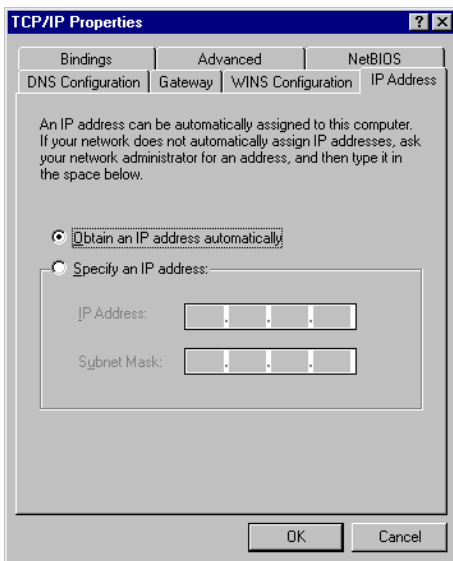 TCP/IP Properties
Bindings Advanced NetBIOS
DNS Configuration Gateway WINS Configuration IP Address
An IP address can be automatically assigned to this computer.
If your network does not automatically assign IP addresses, ask
your network administrator for an address, and then type it in
the space below.
Obtain an IP address automatically
Specify an IP address:
IP Address:
. . .
Subnet Mask:
. . .
OK Cancel